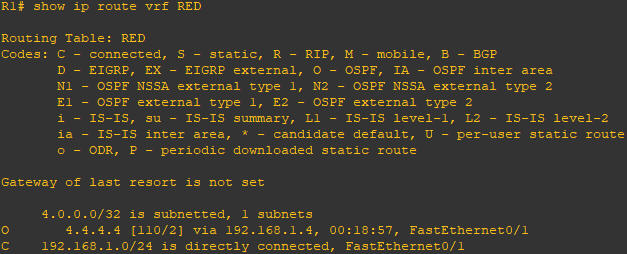 R1# show ip route vrf RED

Routing Table: RED
Codes: C - connected, S - static, R - RIP, M - mobile, B - BGP
       D - EIGRP, EX - EIGRP external, O - OSPF, IA - OSPF inter area
       N1 - OSPF NSSA external type 1, N2 - OSPF NSSA external type 2
       E1 - OSPF external type 1, E2 - OSPF external type 2
       i - IS-IS, su - IS-IS summary, L1 - IS-IS level-1, L2 - IS-IS level-2
       ia - IS-IS inter area, * - candidate default, U - per-user static route
       o - ODR, P - periodic downloaded static route

Gateway of last resort is not set

     4.0.0.0/32 is subnetted, 1 subnets
O       4.4.4.4 [110/2] via 192.168.1.4, 00:18:57, FastEthernet0/1
C    192.168.1.0/24 is directly connected, FastEthernet0/1